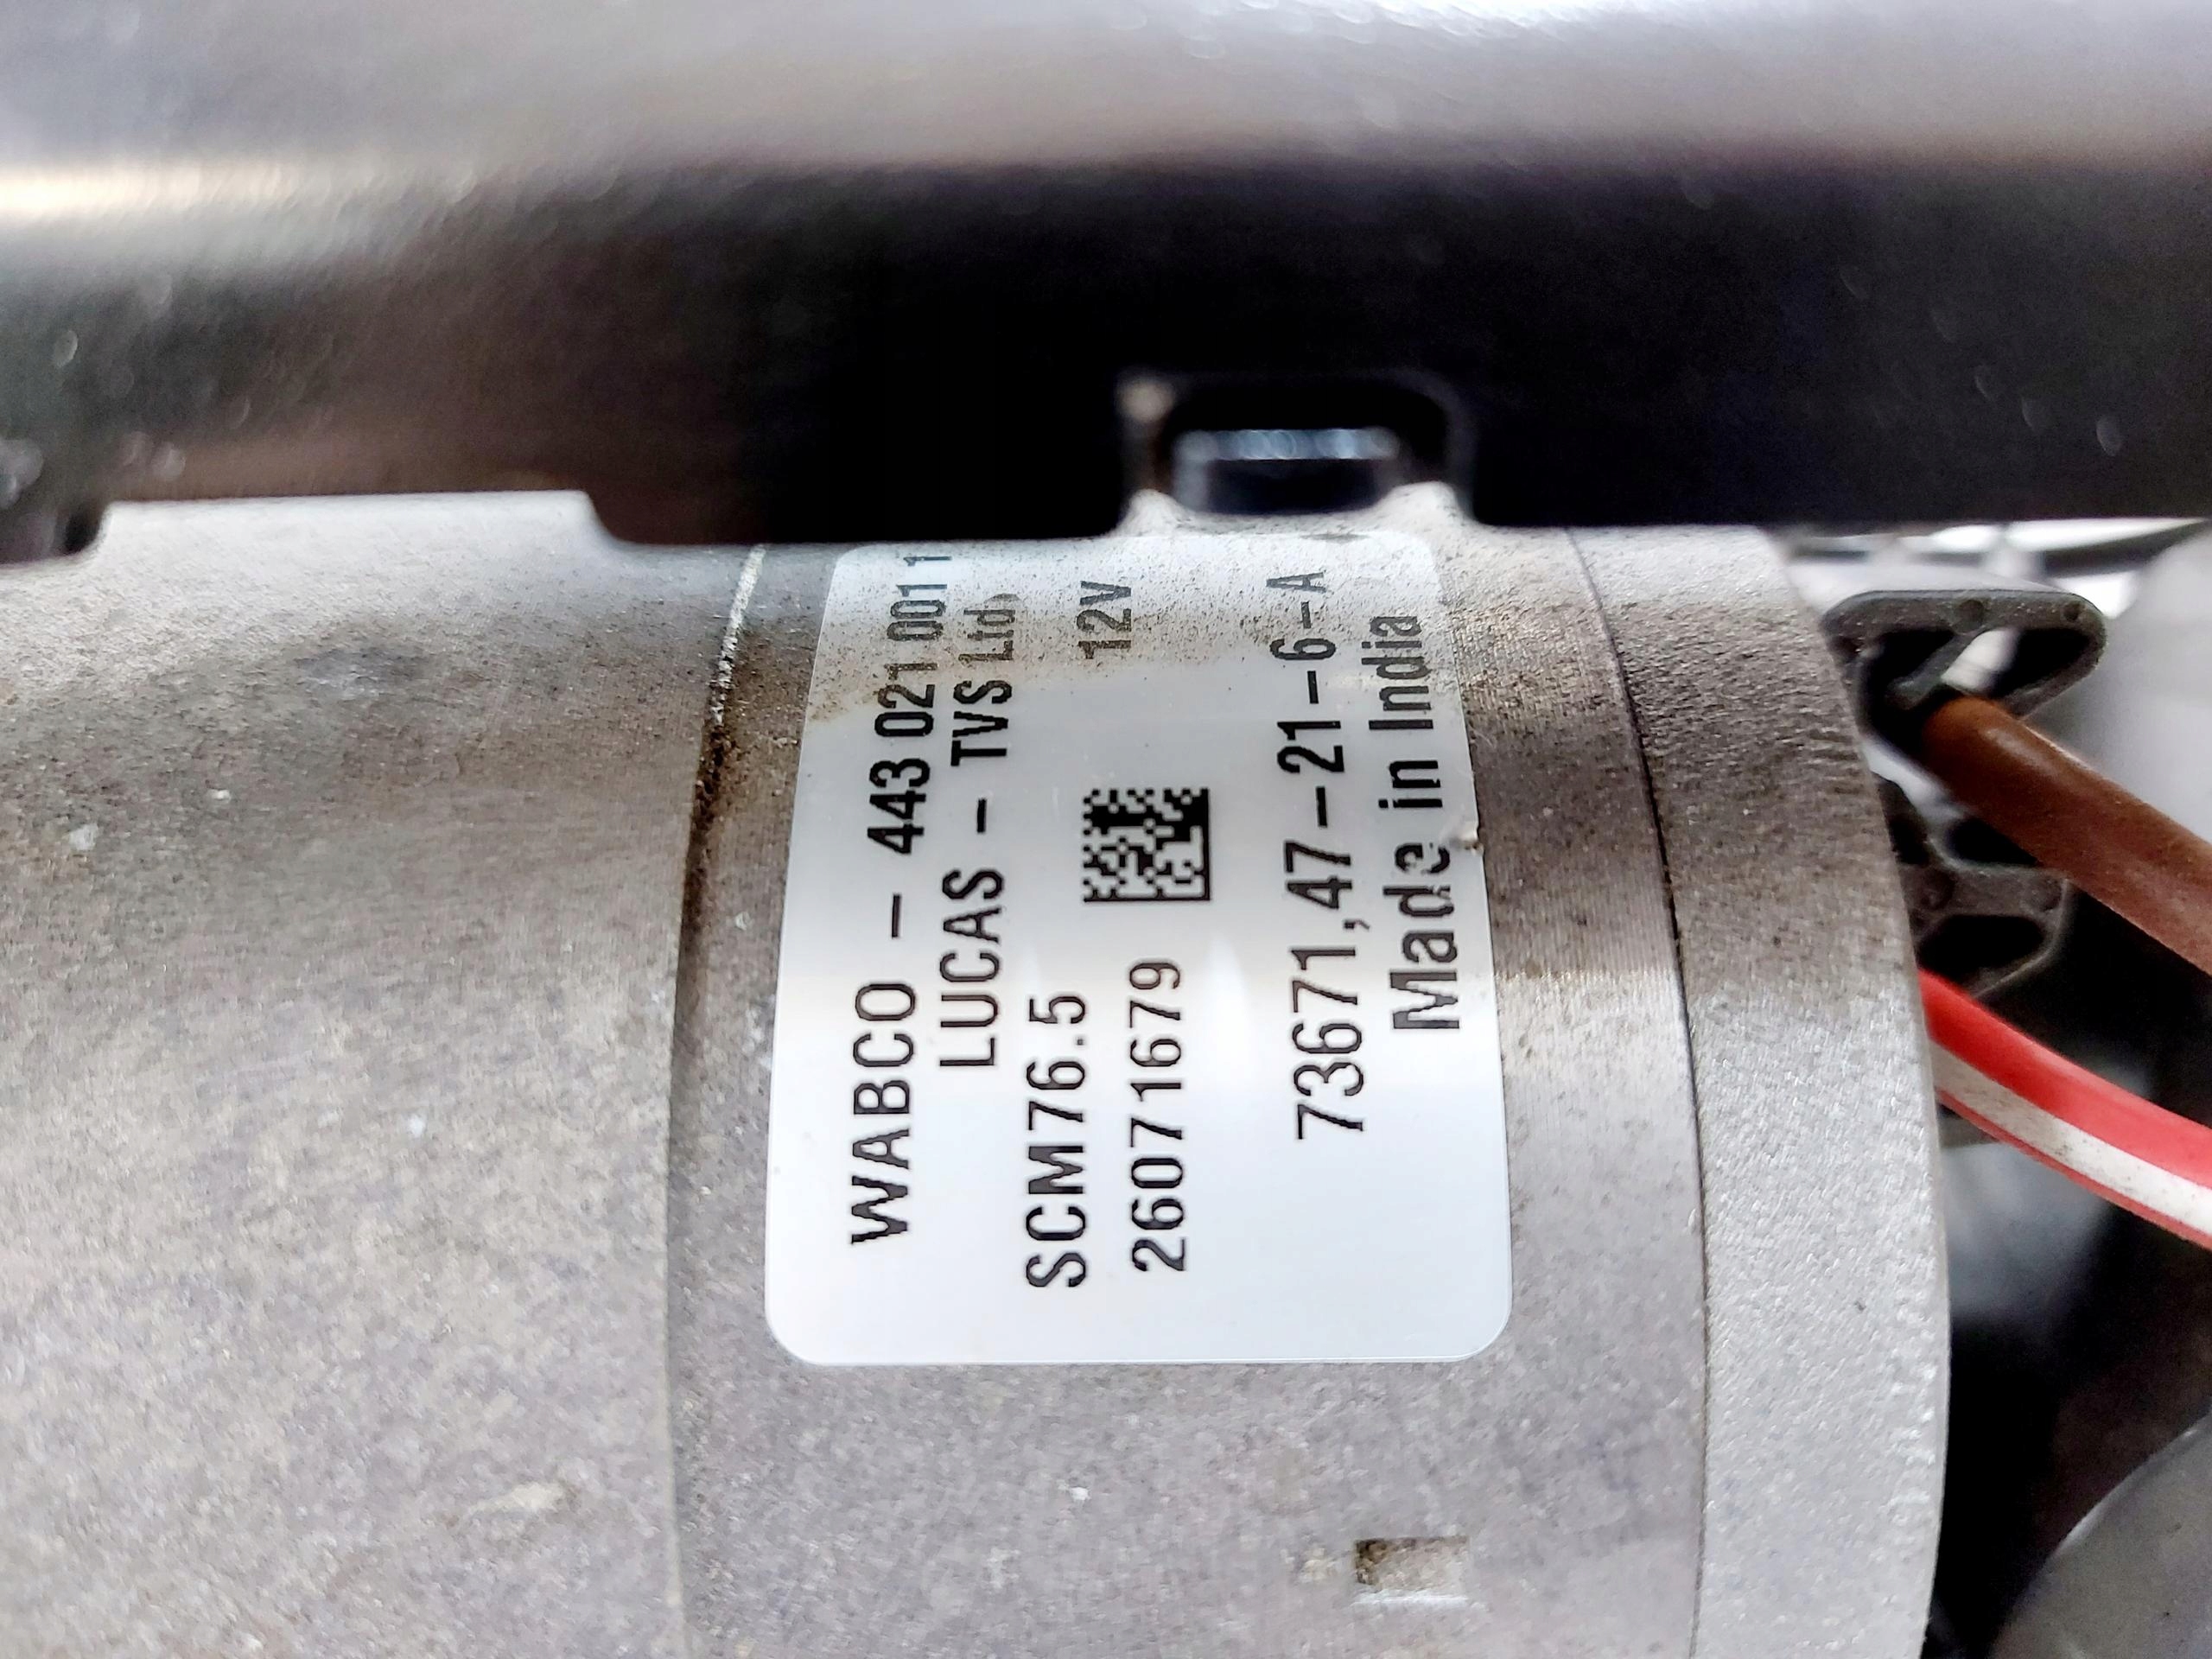 WABCO - 443 021 001 1
LUCAS - TVS Ltd
SCM76.5 12V
26071679
73671,47-21-6-A
Made in India